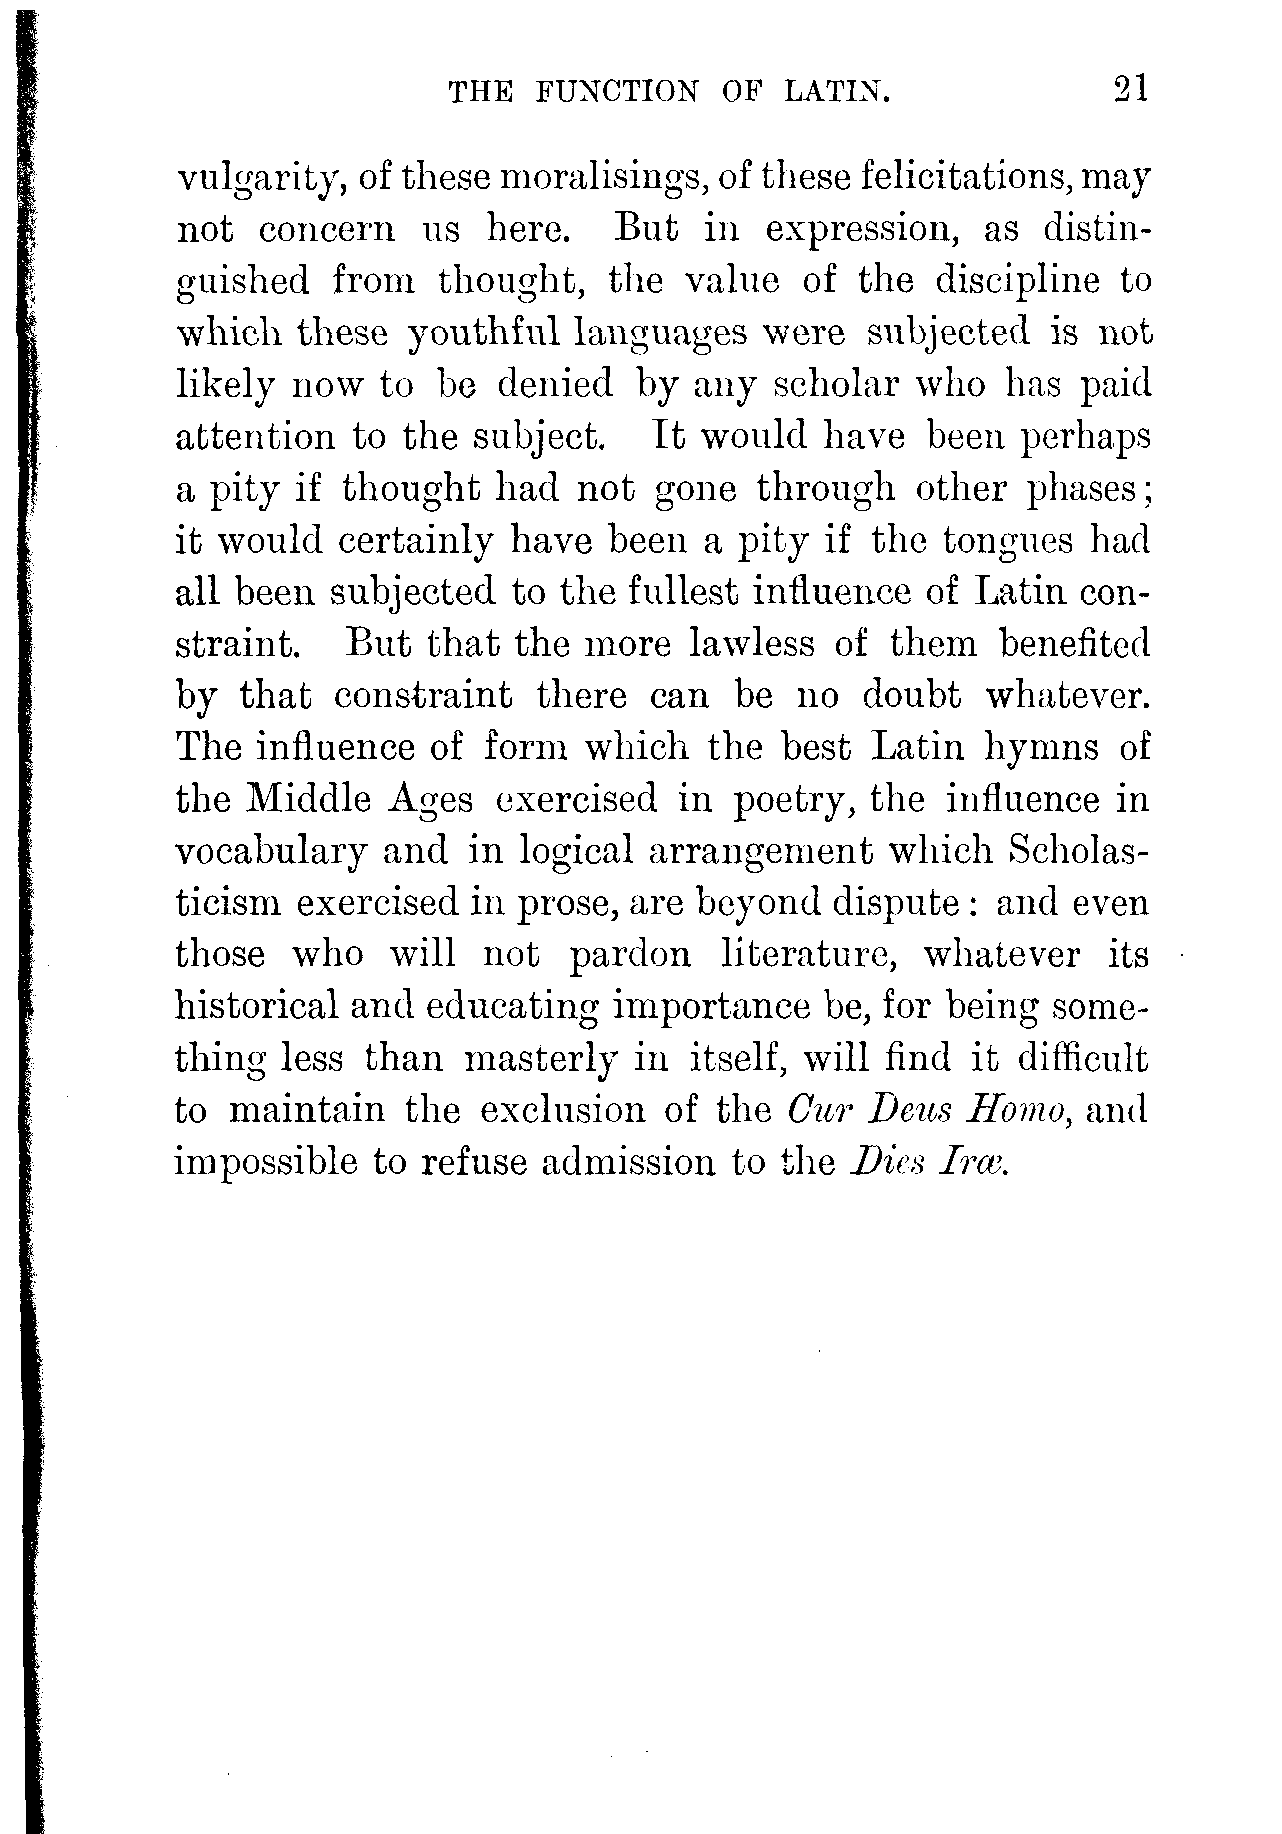 THE FUNCTION OF LATIN. 21
vulgarity, of these moralisings, of these felicitations, may
not concern us here. But in expression, as distin-
guished from thought, the value of the discipline to
which these youthful languages were subjected is not
likely now to be denied by any scholar who has paid
attention to the subject. It would have been perhaps
a pity if thought had not gone through other phases;
it would certainly have been a pity if the tongues had
all been subjected to the fullest influence of Latin con-
straint. But that the more lawless of them benefited
by that constraint there can be no doubt whatever.
The influence of form which the best Latin hymns of
the Middle Ages exercised in poetry, the influence in
vocabulary and in logical arrangement which Scholas-
ticism exercised in prose, are beyond dispute : and even
those who will not pardon literature, whatever its
historical and educating importance be, for being some-
thing less than masterly in itself, will find it difficult
to maintain the exclusion of the Cur Deus Homo, and
impossible to refuse admission to the Dies Iræ.